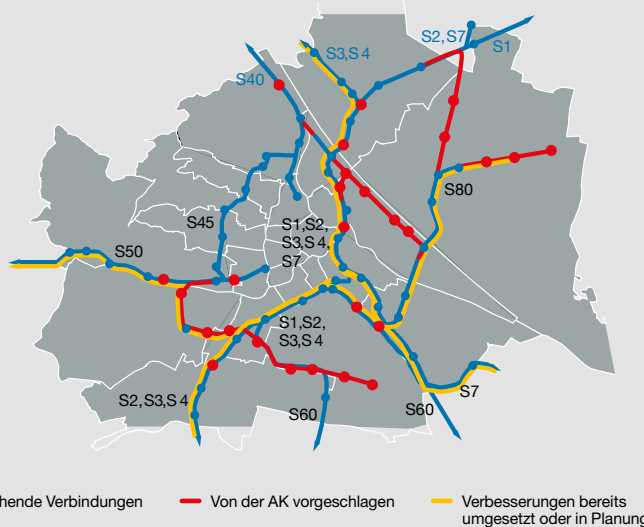 S2, S7
S1
S3, S 4
S40
S80
S45
S1, S2,
S3, S 4,
S7
S50
S1, S2,
S3, S 4
S7
S2, S3, S 4
S60
S60
hende Verbindungen
Von der AK vorgeschlagen
Verbesserungen bereits
umgesetzt oder in Planung